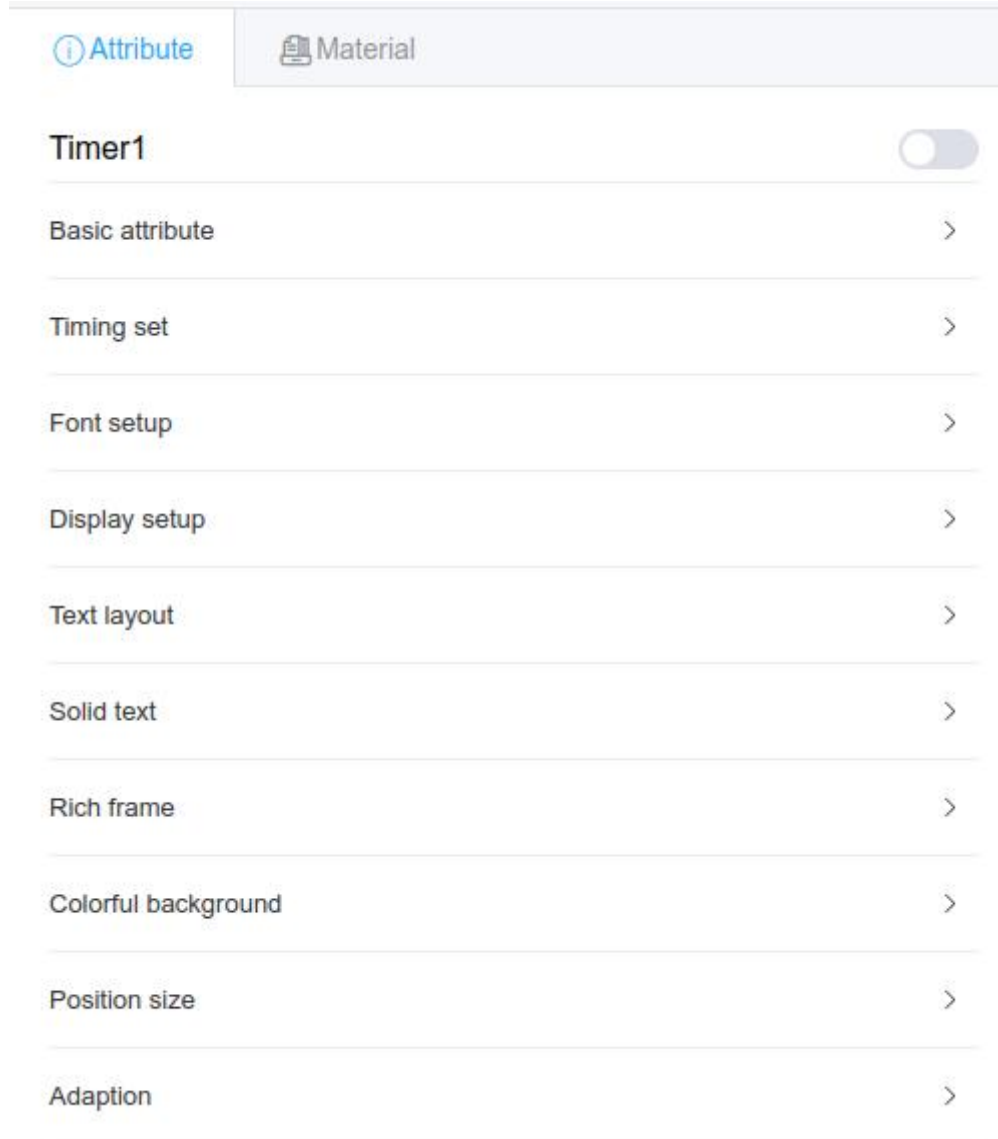 Attribute Material
Timer1
Basic attribute
Timing set
Font setup
Display setup
Text layout
Solid text
Rich frame
Colorful background
Position size
Adaption